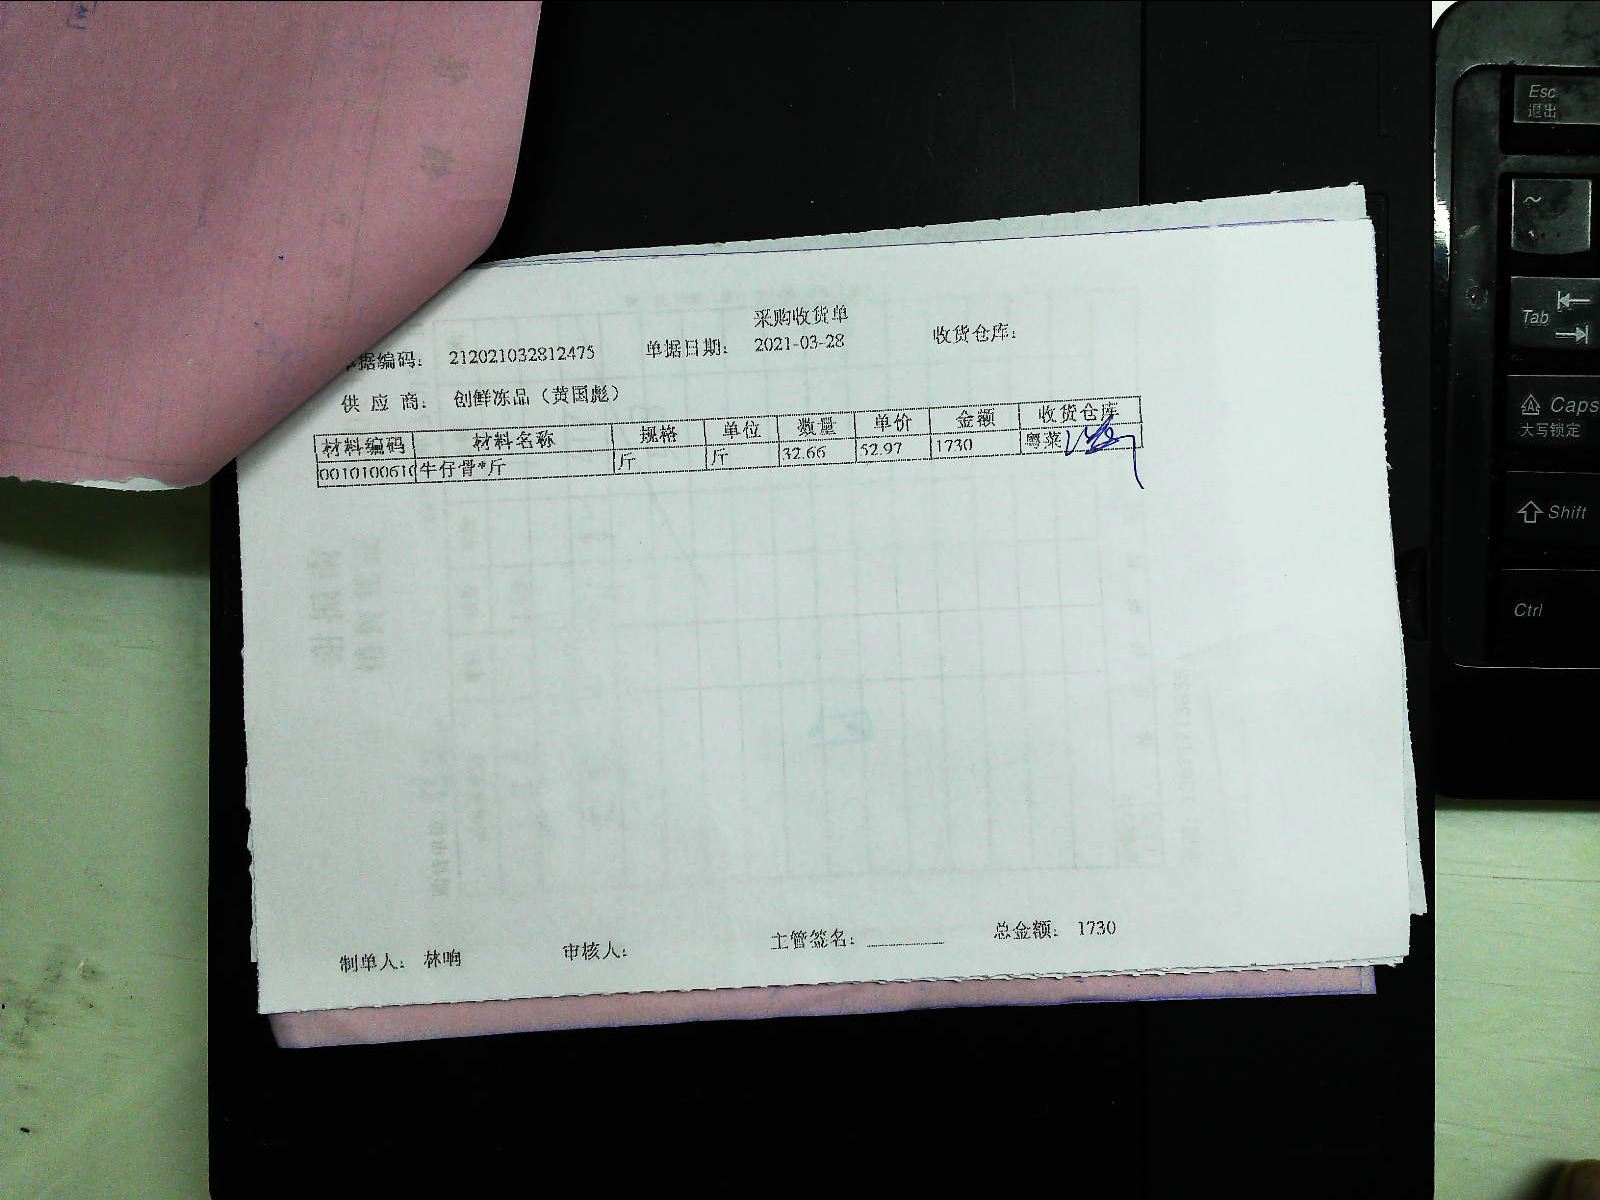 采购收货单
单据编码： 212021032812475 单据日期： 2021-03-28 收货仓库：
供 应 商： 创鲜冻品（黄国彪）
材料编码 材料名称 规格 单位 数量 单价 金额 收货仓库
0010100610 牛仔骨*斤 斤 斤 32.66 52.97 1730 粤菜
制单人： 林响 审核人： 主管签名： 总金额： 1730
Esc
退出
~
Tab
Caps
大写锁定
Shift
Ctrl